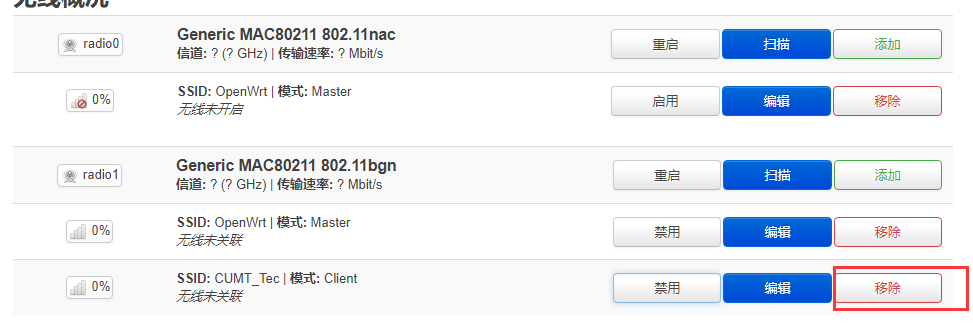 无线概况
radio0 Generic MAC80211 802.11nac 重启 扫描 添加
信道: ? (? GHz) | 传输速率: ? Mbit/s
0% SSID: OpenWrt | 模式: Master 启用 编辑 移除
无线未开启
radio1 Generic MAC80211 802.11bgn 重启 扫描 添加
信道: ? (? GHz) | 传输速率: ? Mbit/s
0% SSID: OpenWrt | 模式: Master 禁用 编辑 移除
无线未关联
0% SSID: CUMT_Tec | 模式: Client 禁用 编辑 移除
无线未关联